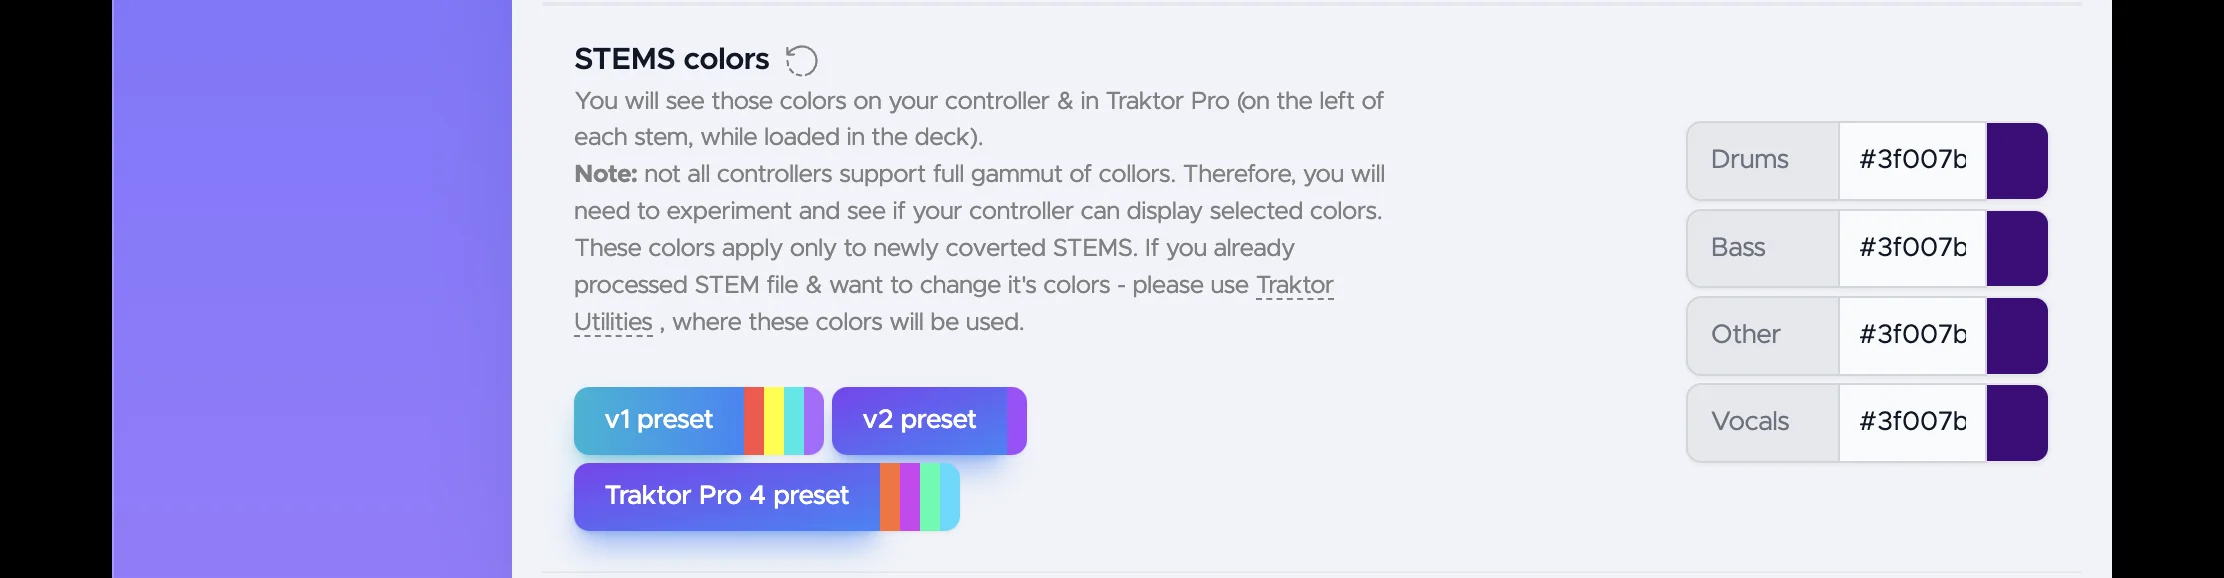 STEMS colors
You will see those colors on your controller & in Traktor Pro (on the left of
each stem, while loaded in the deck).
Note: not all controllers support full gammut of collors. Therefore, you will
need to experiment and see if your controller can display selected colors.
These colors apply only to newly coverted STEMS. If you already
processed STEM file & want to change it's colors - please use Traktor
Utilities , where these colors will be used.
v1 preset
v2 preset
Traktor Pro 4 preset
Drums #3f007b
Bass #3f007b
Other #3f007b
Vocals #3f007b